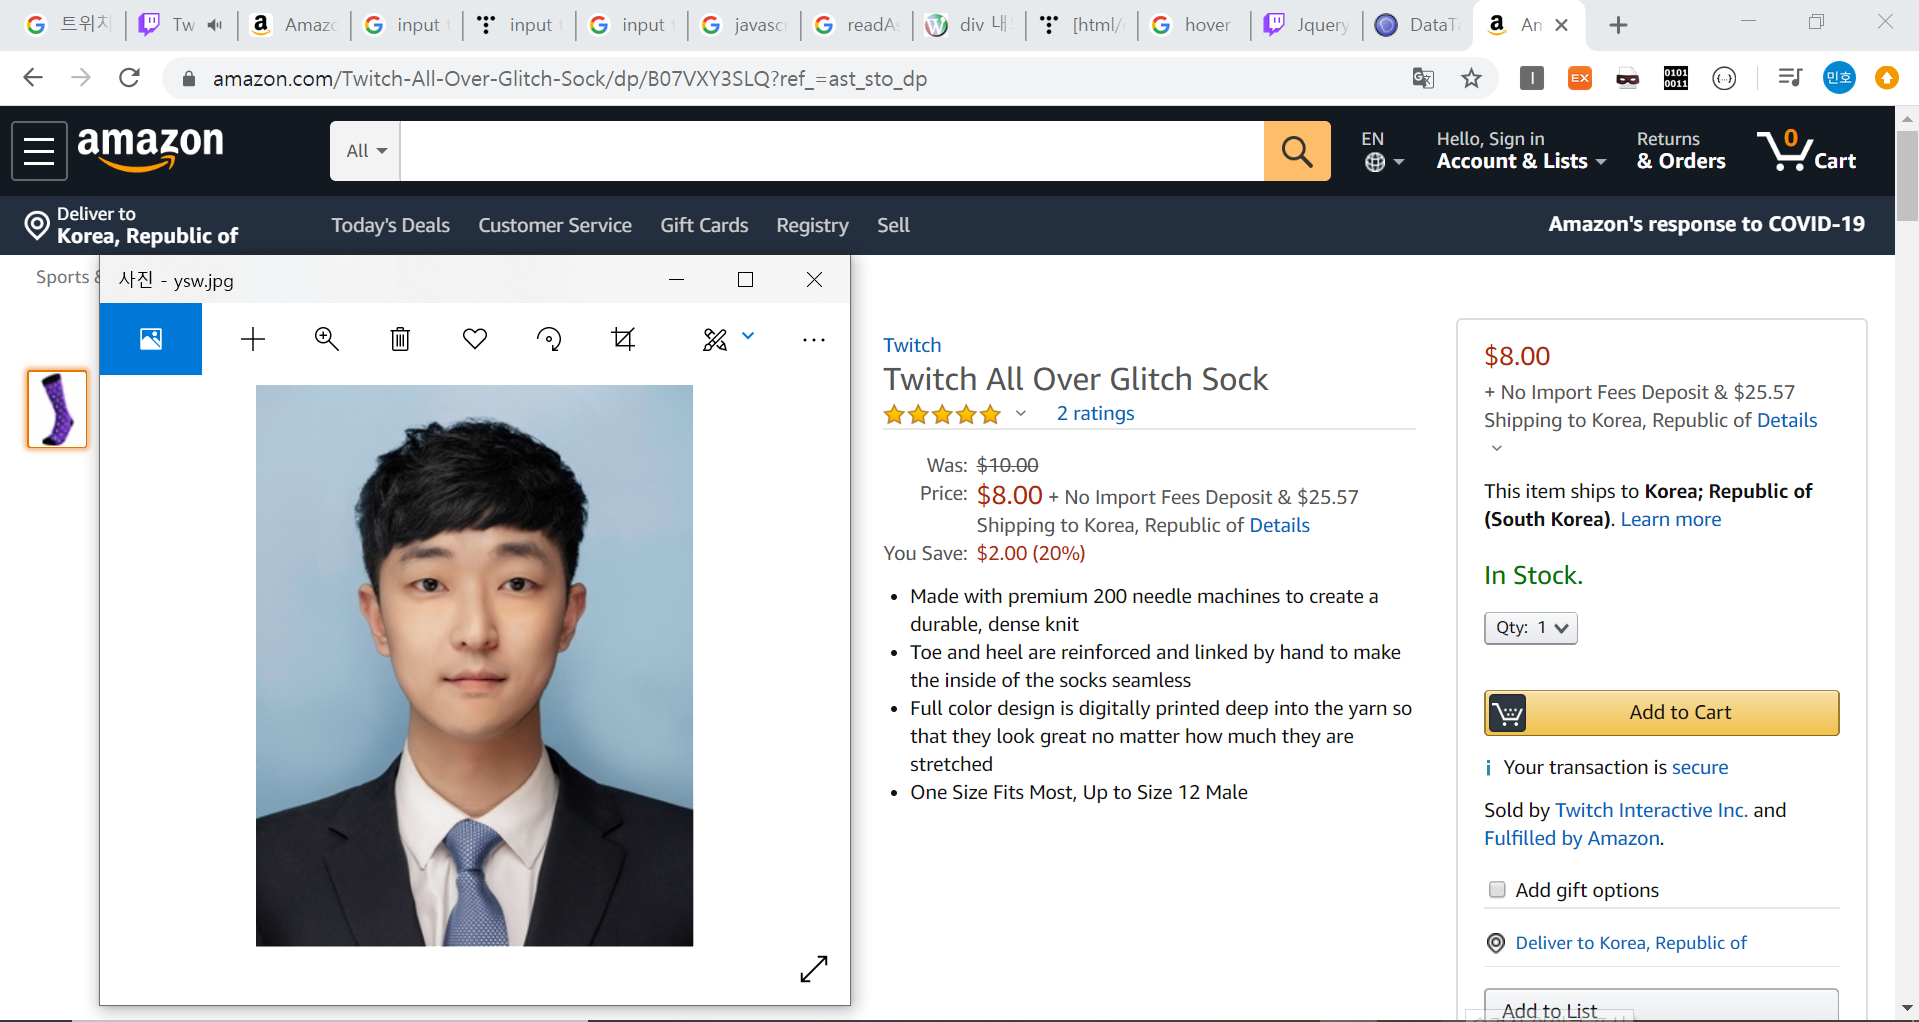 트위치
Tw
Amazo
input t
input t
input t
javascr
readAs
div 내
[html/
hover
Jquery
DataTa
An
amazon.com/Twitch-All-Over-Glitch-Sock/dp/B07VXY3SLQ?ref_=ast_sto_dp
EX
0101
0011
민호
amazon
All
EN
Hello, Sign in
Account & Lists
Returns
& Orders
0
Cart
Deliver to
Korea, Republic of
Today's Deals
Customer Service
Gift Cards
Registry
Sell
Amazon's response to COVID-19
Sports &
사진 - ysw.jpg
Twitch
Twitch All Over Glitch Sock
2 ratings
Was: $10.00
Price: $8.00 + No Import Fees Deposit & $25.57
Shipping to Korea, Republic of Details
You Save: $2.00 (20%)
• Made with premium 200 needle machines to create a
durable, dense knit
• Toe and heel are reinforced and linked by hand to make
the inside of the socks seamless
• Full color design is digitally printed deep into the yarn so
that they look great no matter how much they are
stretched
• One Size Fits Most, Up to Size 12 Male
$8.00
+ No Import Fees Deposit & $25.57
Shipping to Korea, Republic of Details
This item ships to Korea; Republic of
(South Korea). Learn more
In Stock.
Qty: 1
Add to Cart
Your transaction is secure
Sold by Twitch Interactive Inc. and
Fulfilled by Amazon.
Add gift options
Deliver to Korea, Republic of
Add to List